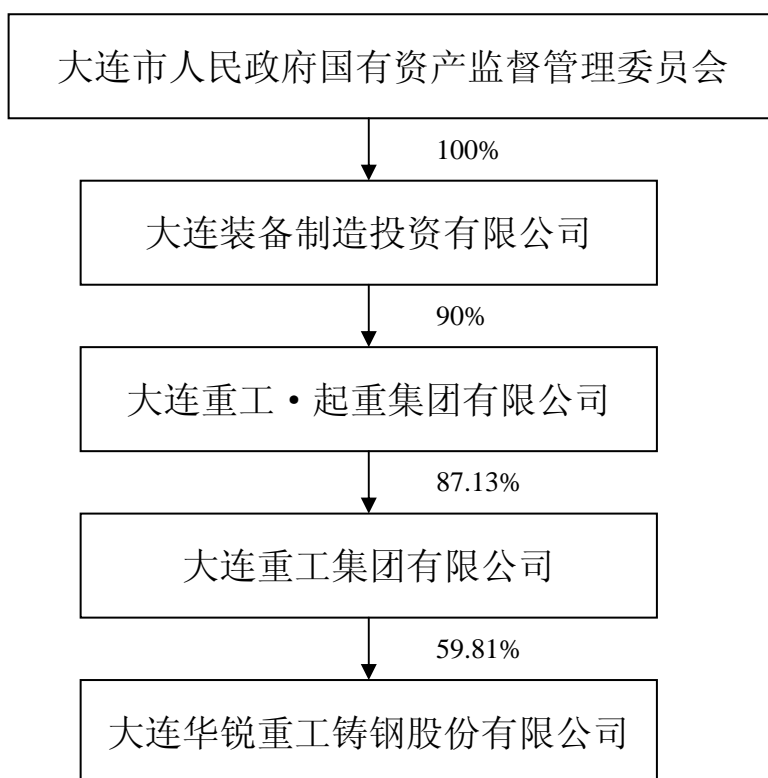 大连市人民政府国有资产监督管理委员会
100%
大连装备制造投资有限公司
90%
大连重工·起重集团有限公司
87.13%
大连重工集团有限公司
59.81%
大连华锐重工铸钢股份有限公司